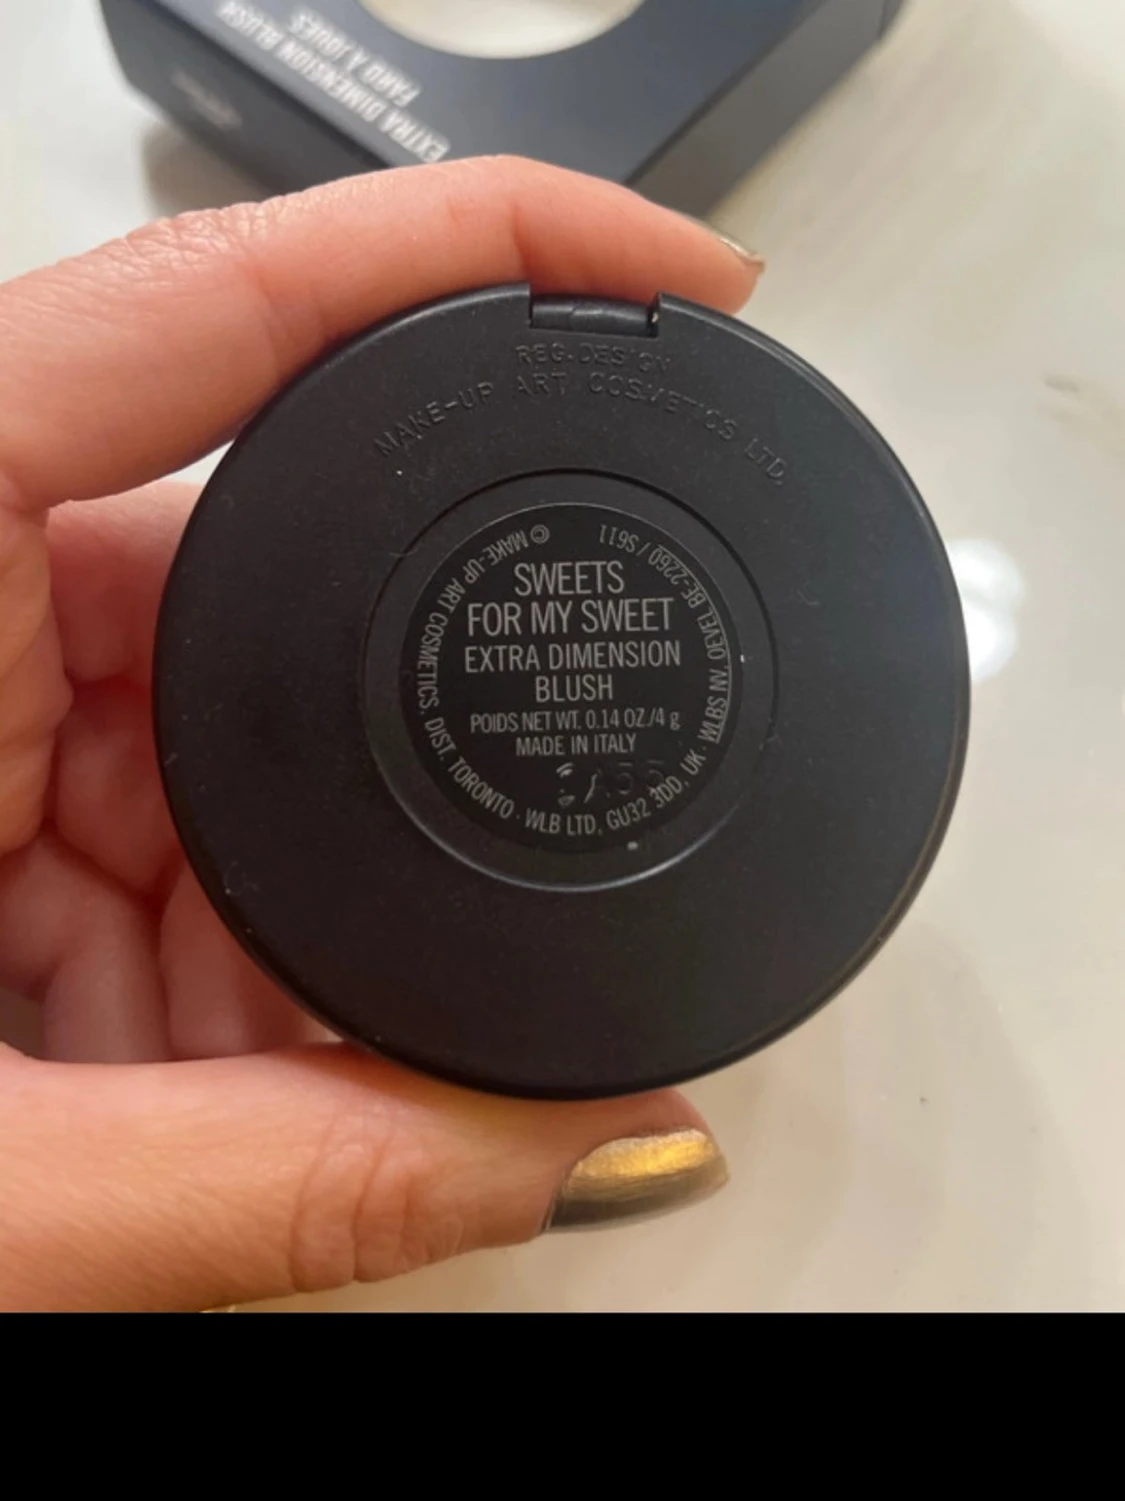 EXTRA DIMENSION BLUSH
FARD À JOUES
REG. DESIGN
MAKE-UP ART COSMETICS LTD.
SWEETS
FOR MY SWEET
EXTRA DIMENSION
BLUSH
POIDS NET WT. 0.14 OZ./4 g
MADE IN ITALY
© MAKE-UP ART COSMETICS. DIST. TORONTO · WLB LTD, GU32 3DD, UK · WLBS NV, OEVEL BE-2260 / S611